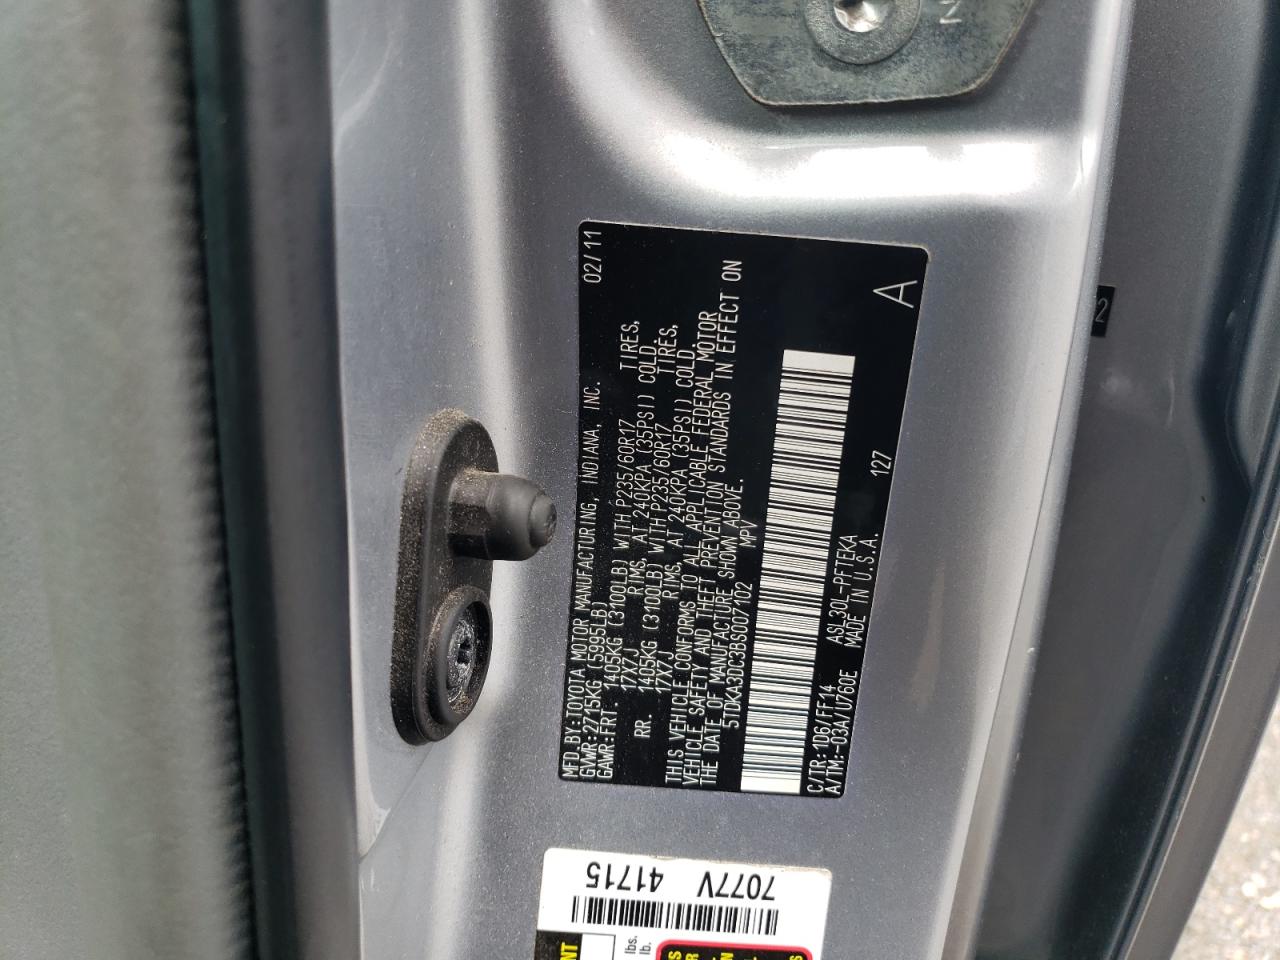 MFD.BY:TOYOTA MOTOR MANUFACTURING, INDIANA, INC. 02/11
GVWR:2715KG (5995LB)
GAWR:FRT. 1405KG (3100LB) WITH P235/60R17 TIRES,
17X7J RIMS, AT 240KPA (35PSI) COLD.
RR. 1405KG (3100LB) WITH P235/60R17 TIRES,
17X7J RIMS, AT 240KPA (35PSI) COLD.
THIS VEHICLE CONFORMS TO ALL APPLICABLE FEDERAL MOTOR
VEHICLE SAFETY AND THEFT PREVENTION STANDARDS IN EFFECT ON
THE DATE OF MANUFACTURE SHOWN ABOVE.
5TDKA3DC3BS007102 MPV
A
C/TR:1D6/FF14 ASL30L-PFTEKA 127
A/TM:-03A/U760E MADE IN U.S.A.
7077V 41715
lbs.
lb.
2
N